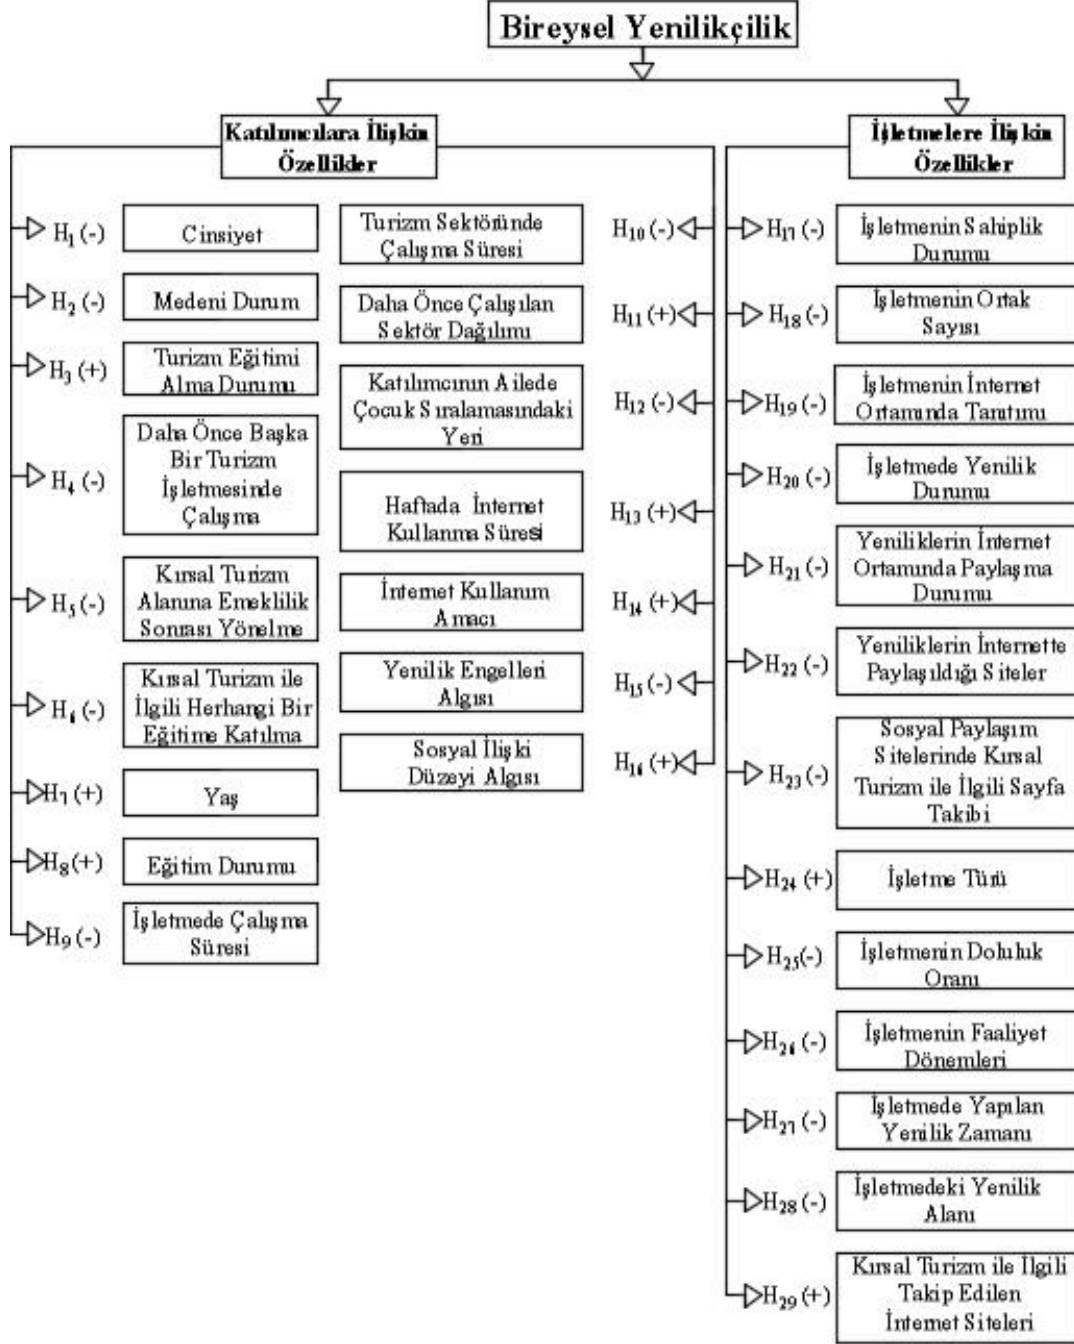 Bireysel Yenilikçilik
Katılımcılara İlişkin
Özellikler
İşletmelere İlişkin
Özellikler
H1 (-)
Cinsiyet
H2 (-)
Medeni Durum
H3 (+)
Turizm Eğitimi
Alma Durumu
H4 (-)
Daha Önce Başka
Bir Turizm
İşletmesinde
Çalışma
H5 (-)
Kırsal Turizm
Alanına Emeklilik
Sonrası Yönelme
H6 (-)
Kırsal Turizm ile
İlgili Herhangi Bir
Eğitime Katılma
H7 (+)
Yaş
H8 (+)
Eğitim Durumu
H9 (-)
İşletmede Çalışma
Süresi
Turizm Sektöründe
Çalışma Süresi
H10 (-)
Daha Önce Çalışılan
Sektör Dağılımı
H11 (+)
Katılımcının Ailede
Çocuk Sıralamasındaki
Yeri
H12 (-)
Haftada İnternet
Kullanma Süresi
H13 (+)
İnternet Kullanım
Amacı
H14 (+)
Yenilik Engelleri
Algısı
H15 (-)
Sosyal İlişki
Düzeyi Algısı
H16 (+)
H17 (-)
İşletmenin Sahiplik
Durumu
H18 (-)
İşletmenin Ortak
Sayısı
H19 (-)
İşletmenin İnternet
Ortamında Tanıtımı
H20 (-)
İşletmede Yenilik
Durumu
H21 (-)
Yeniliklerin İnternet
Ortamında Paylaşma
Durumu
H22 (-)
Yeniliklerin İnternette
Paylaşıldığı Siteler
H23 (-)
Sosyal Paylaşım
Sitelerinde Kırsal
Turizm ile İlgili Sayfa
Takibi
H24 (+)
İşletme Türü
H25(-)
İşletmenin Doluluk
Oranı
H26 (-)
İşletmenin Faaliyet
Dönemleri
H27 (-)
İşletmede Yapılan
Yenilik Zamanı
H28 (-)
İşletmedeki Yenilik
Alanı
H29 (+)
Kırsal Turizm ile İlgili
Takip Edilen
İnternet Siteleri